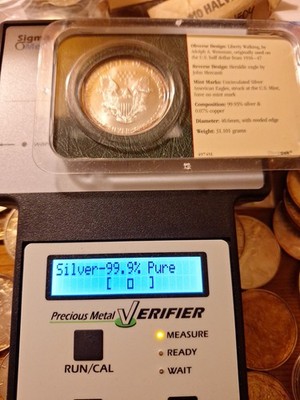 MO HALV
Sigma
Obverse Design: Liberty Walking, by
Adolph A. Weinman, originally used on
the U.S. half dollar from 1916-47
Reverse Design: Heraldic eagle by
John Mercanti
Mint Marks: Uncirculated Silver
American Eagles, struck at the U.S. Mint,
have no mint mark
Composition: 99.93% silver &
0.07% copper
Diameter: 40.6mm; with reeded edge
Weight: 31.101 grams
Silver-99.9% Pure
[ ]
Precious Metal VERIFIER
MEASURE
READY
WAIT
RUN/CAL